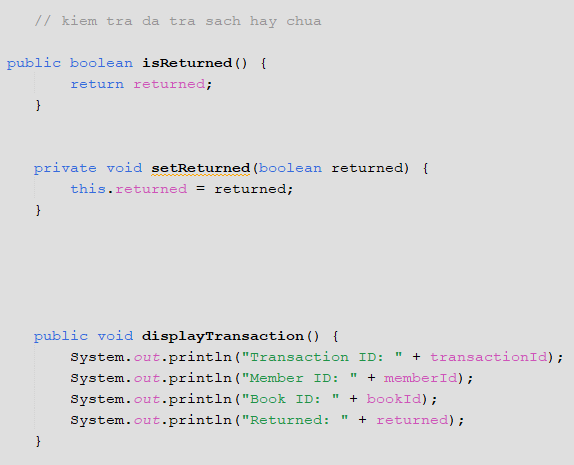 // kiem tra da tra sach hay chua
public boolean isReturned() {
return returned;
}
private void setReturned(boolean returned) {
this.returned = returned;
}
public void displayTransaction() {
System.out.println("Transaction ID: " + transactionId);
System.out.println("Member ID: " + memberId);
System.out.println("Book ID: " + bookId);
System.out.println("Returned: " + returned);
}